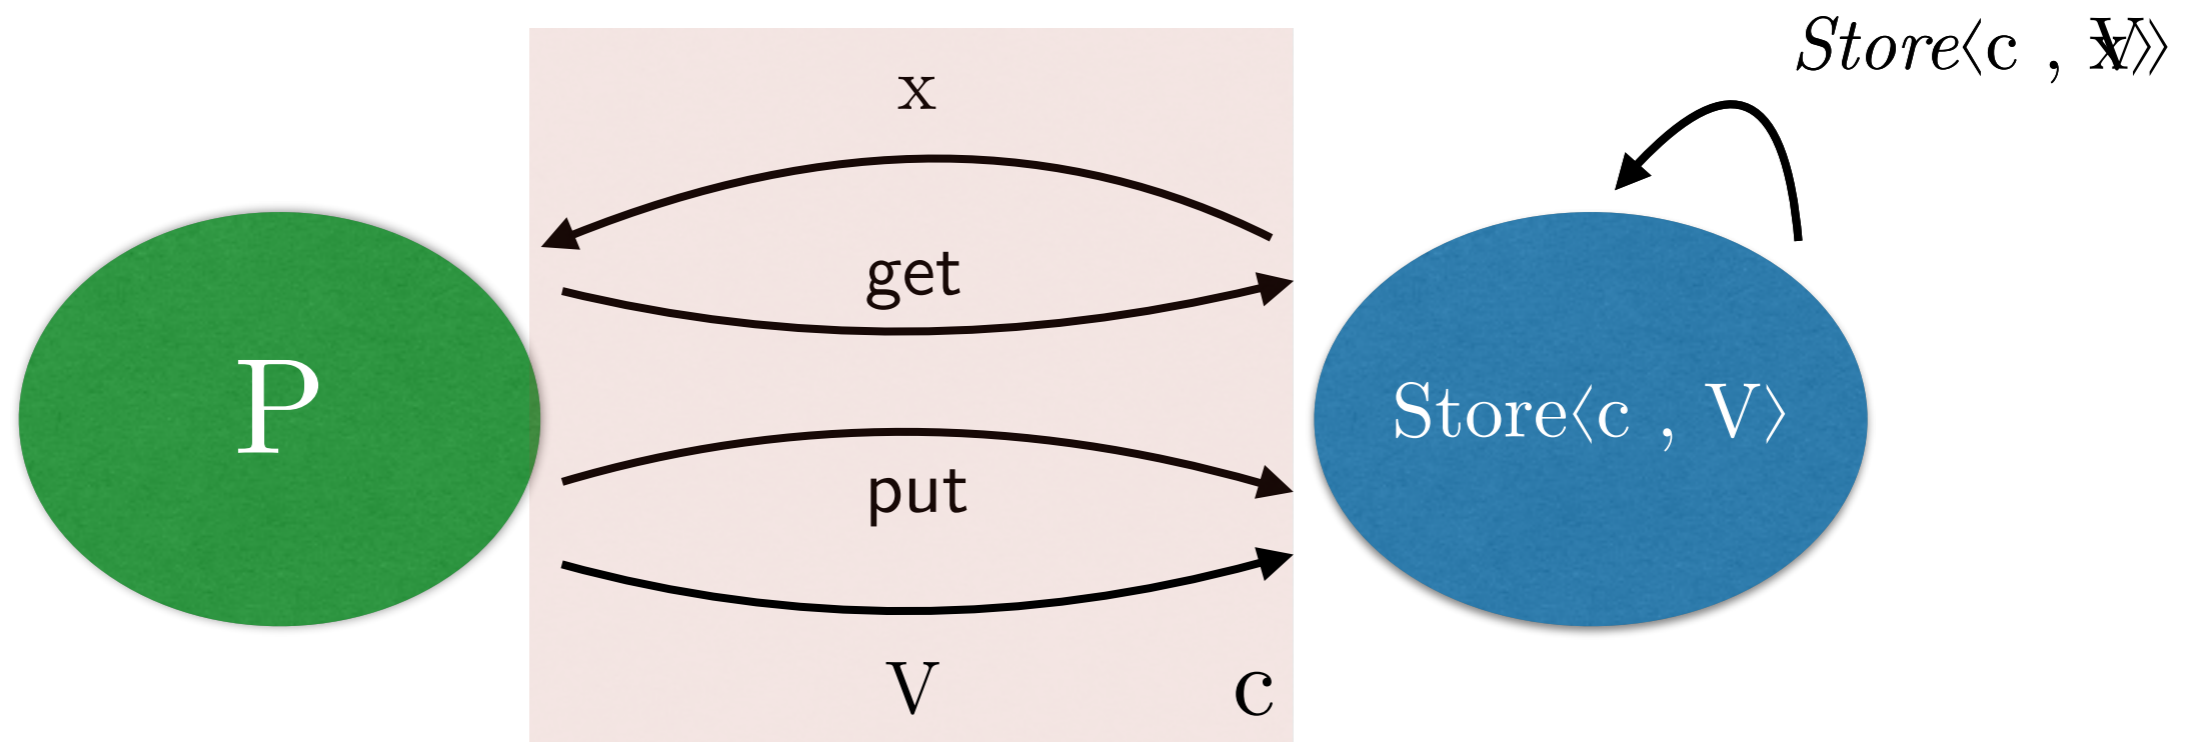 Store⟨c ,
x
get
P
Store⟨c , V⟩
put
V
c